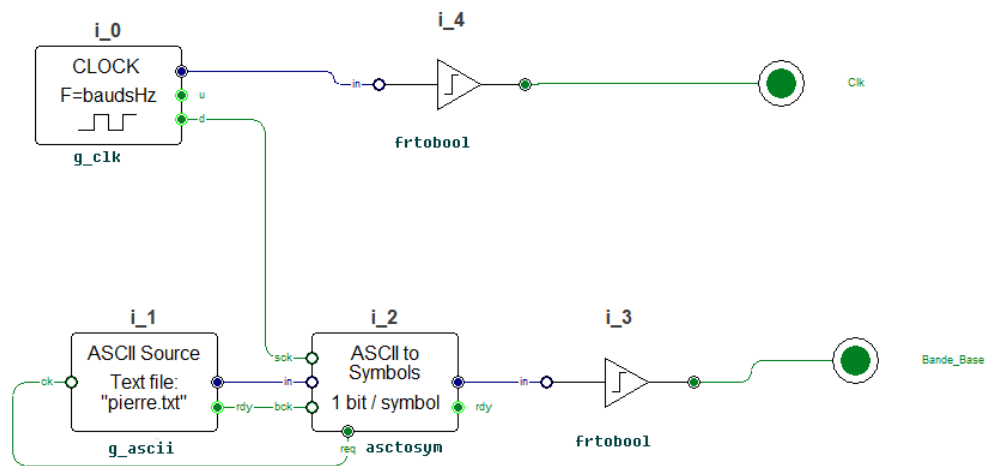 i_0
CLOCK
F=baudsHz
u
d
g_clk
i_4
in
frtobool
Clk
i_1
ASCII Source
Text file:
"pierre.txt"
ck
rdy
g_ascii
i_2
ASCII to
Symbols
1 bit / symbol
sck
in
bck
rdy
req
asctosym
i_3
in
frtobool
Bande_Base